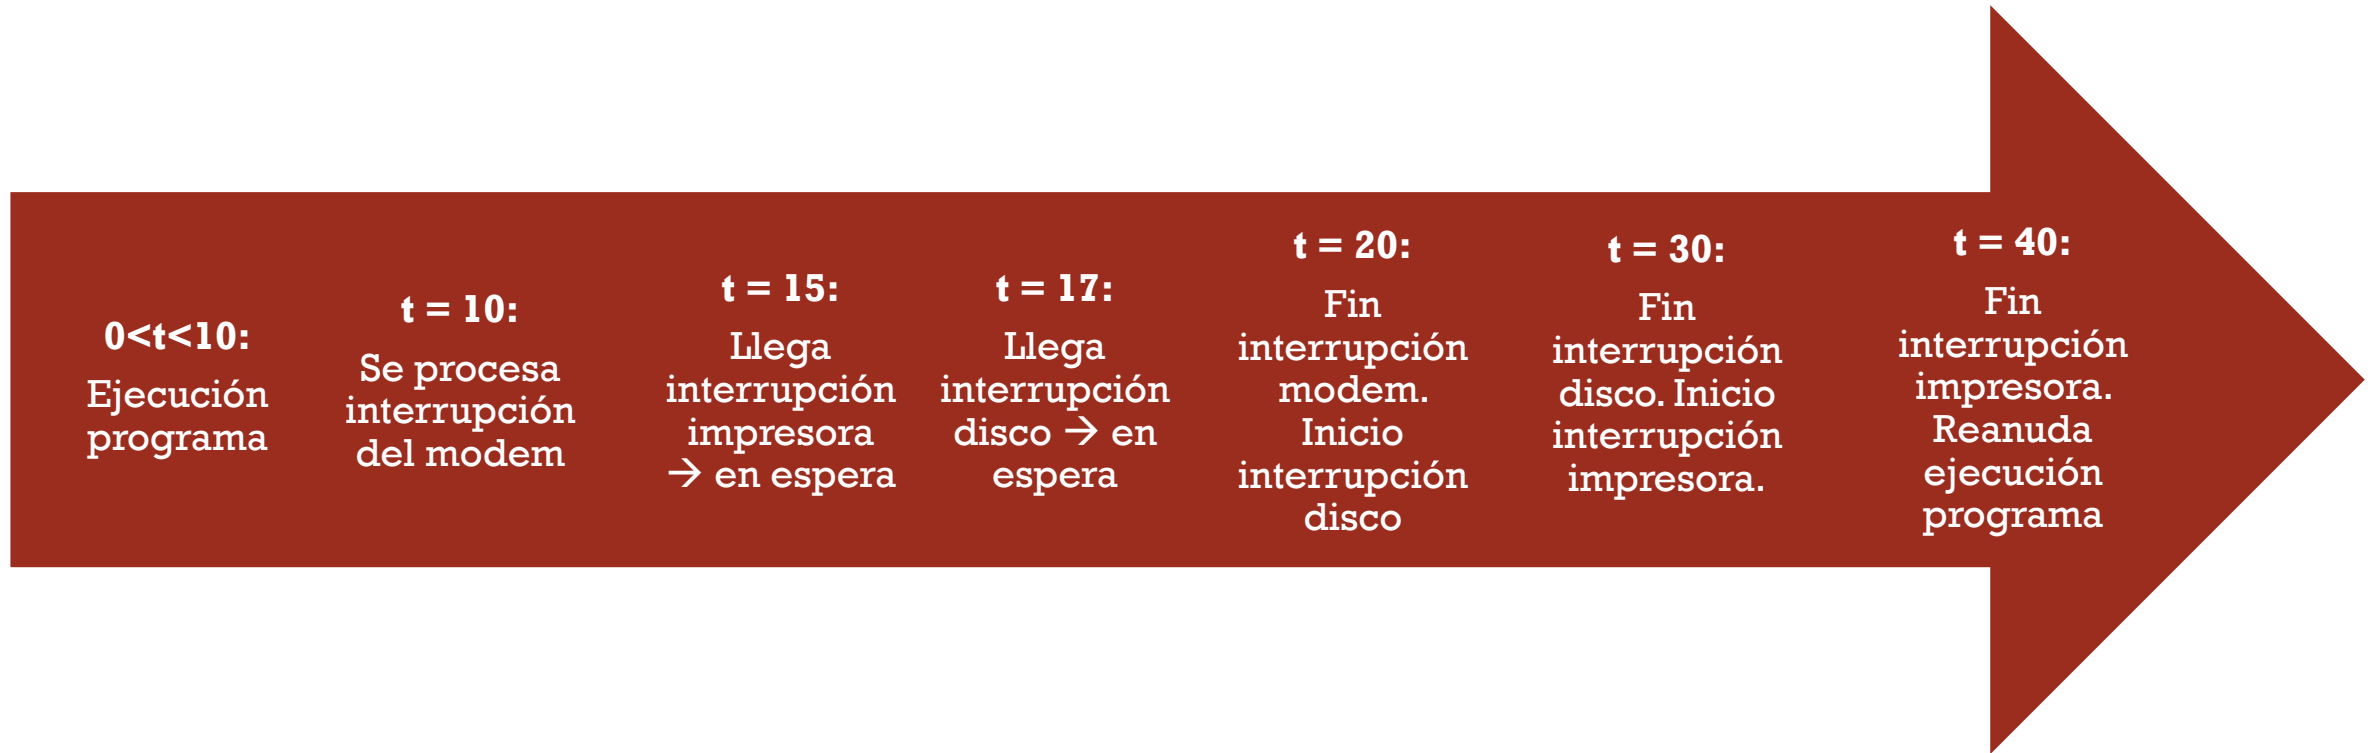 0<t<10:
Ejecución
programa
t = 10:
Se procesa
interrupción
del modem
t = 15:
Llega
interrupción
impresora
→ en espera
t = 17:
Llega
interrupción
disco → en
espera
t = 20:
Fin
interrupción
modem.
Inicio
interrupción
disco
t = 30:
Fin
interrupción
disco. Inicio
interrupción
impresora.
t = 40:
Fin
interrupción
impresora.
Reanuda
ejecución
programa